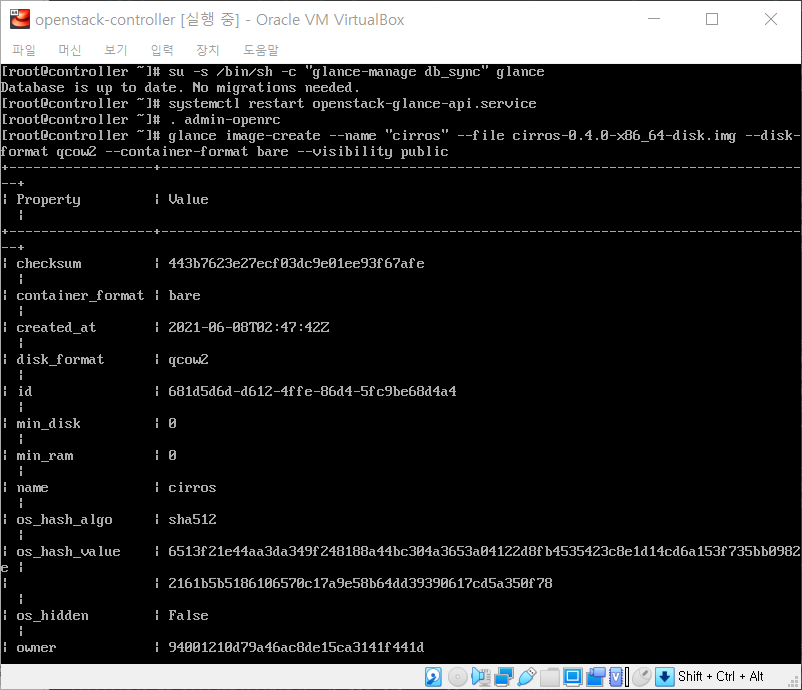 openstack-controller [실행 중] - Oracle VM VirtualBox
파일 머신 보기 입력 장치 도움말
[root@controller ~]# su -s /bin/sh -c "glance-manage db_sync" glance
Database is up to date. No migrations needed.
[root@controller ~]# systemctl restart openstack-glance-api.service
[root@controller ~]# . admin-openrc
[root@controller ~]# glance image-create --name "cirros" --file cirros-0.4.0-x86_64-disk.img --disk-
format qcow2 --container-format bare --visibility public
+------------------+--------------------------------------------------------------------------------
--+
| Property         | Value
  |
+------------------+--------------------------------------------------------------------------------
--+
| checksum         | 443b7623e27ecf03dc9e01ee93f67afe
  |
| container_format | bare
  |
| created_at       | 2021-06-08T02:47:42Z
  |
| disk_format      | qcow2
  |
| id               | 681d5d6d-d612-4ffe-86d4-5fc9be68d4a4
  |
| min_disk         | 0
  |
| min_ram          | 0
  |
| name             | cirros
  |
| os_hash_algo     | sha512
  |
| os_hash_value    | 6513f21e44aa3da349f248188a44bc304a3653a04122d8fb4535423c8e1d14cd6a153f735bb0982
e |
|                  | 2161b5b5186106570c17a9e58b64dd39390617cd5a350f78
  |
| os_hidden        | False
  |
| owner            | 94001210d79a46ac8de15ca3141f441d
Shift + Ctrl + Alt